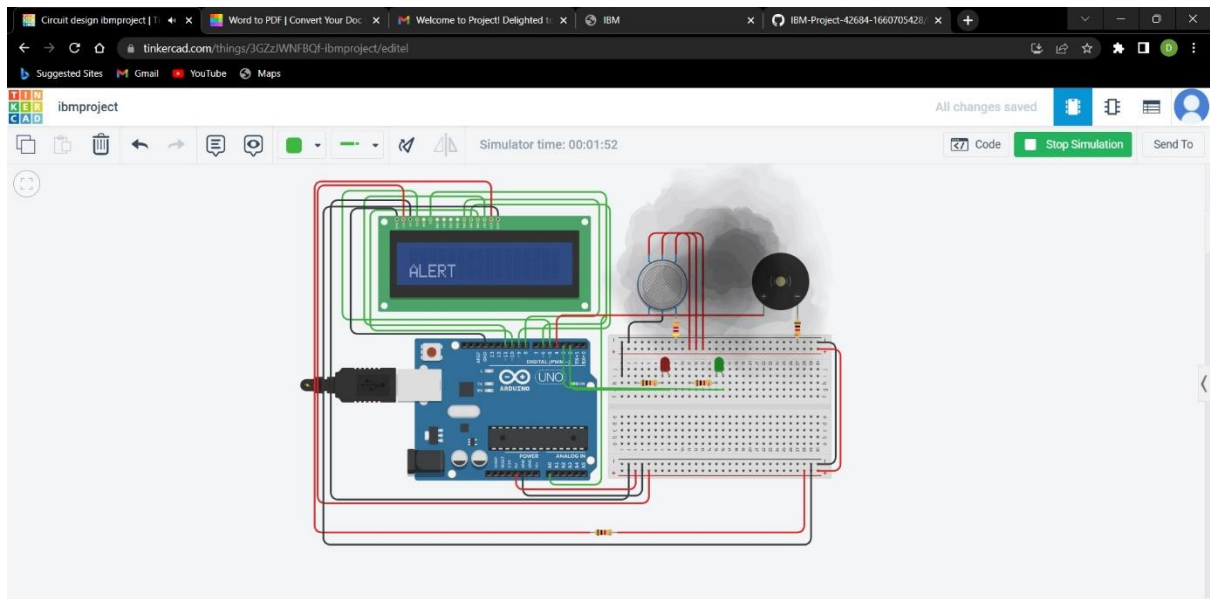 Circuit design ibmproject | Ti
Word to PDF | Convert Your Doc
Welcome to Project! Delighted to
IBM
IBM-Project-42684-1660705428/
tinkercad.com/things/3GZzJWNFBQf-ibmproject/editel
D
Suggested Sites
Gmail
YouTube
Maps
TIN
KER
CAD
ibmproject
All changes saved
Simulator time: 00:01:52
Code
Stop Simulation
Send To
ALERT
DIGITAL (PWM~)
UNO
ARDUINO
POWER
ANALOG IN